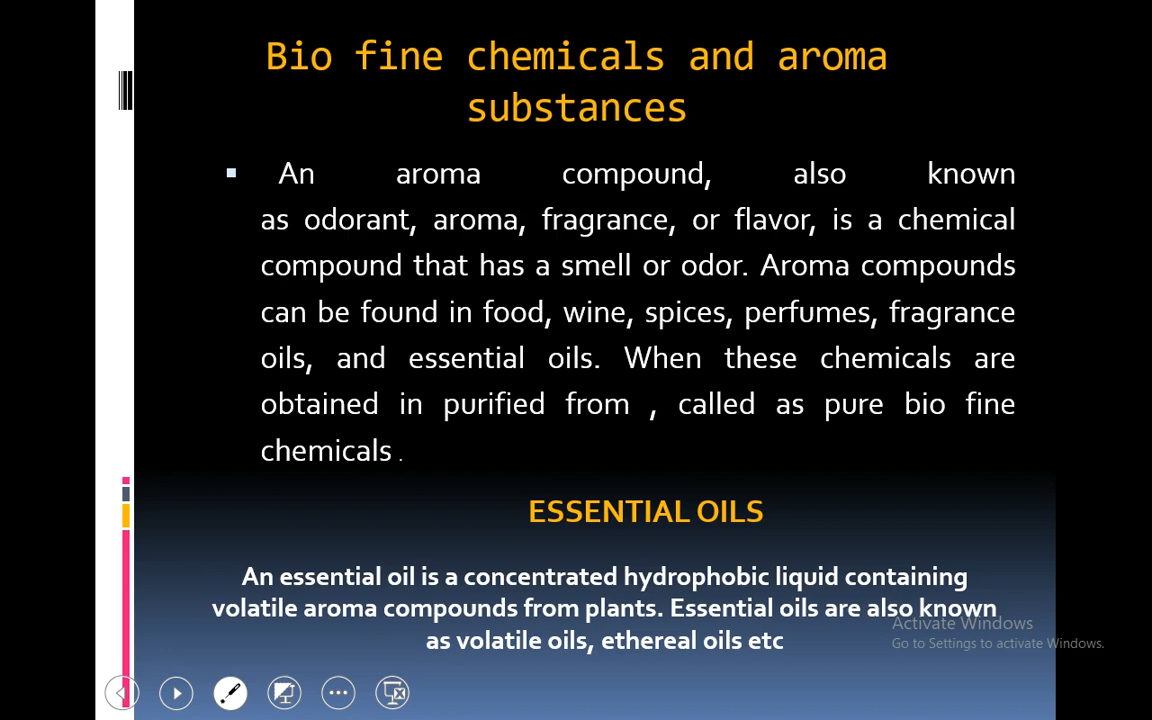 Bio fine chemicals and aroma
substances
An aroma compound, also known
as odorant, aroma, fragrance, or flavor, is a chemical
compound that has a smell or odor. Aroma compounds
can be found in food, wine, spices, perfumes, fragrance
oils, and essential oils. When these chemicals are
obtained in purified from , called as pure bio fine
chemicals .
ESSENTIAL OILS
An essential oil is a concentrated hydrophobic liquid containing
volatile aroma compounds from plants. Essential oils are also known
as volatile oils, ethereal oils etc
Activate Windows
Go to Settings to activate Windows.